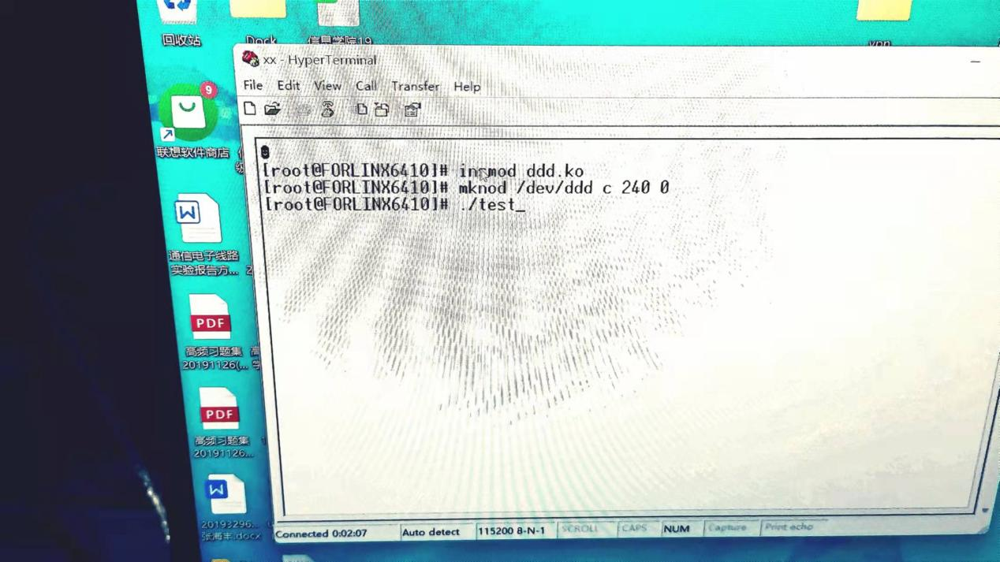 回收站
Dock
信息学院19
vpn
xx - HyperTerminal
File Edit View Call Transfer Help
9
联想软件商店
[root@FORLINX6410]# insmod ddd.ko
[root@FORLINX6410]# mknod /dev/ddd c 240 0
[root@FORLINX6410]# ./test_
W
通信电子线路
实验报告方...
PDF
高频习题集
20191126(...
PDF
高频习题集
20191126...
W
20193296...
.docx
Connected 0:02:07 Auto detect 115200 8-N-1 SCROLL CAPS NUM Capture Print echo